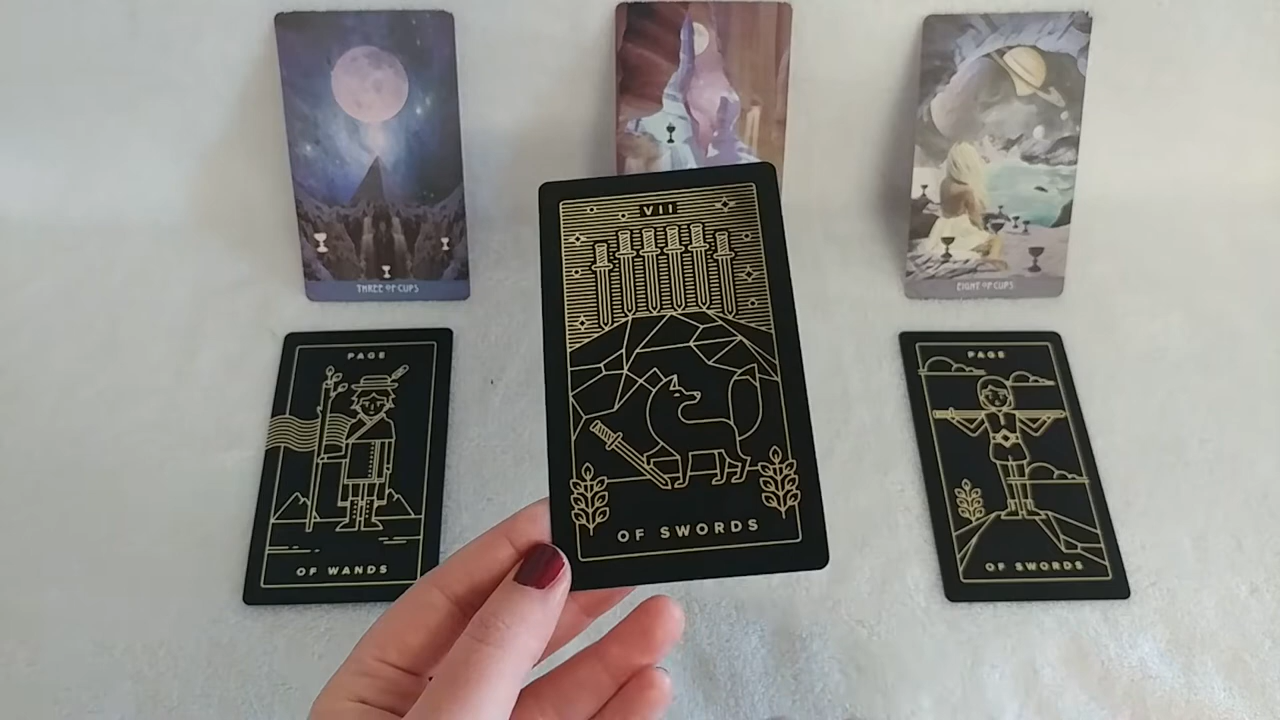 THREE OF CUPS
EIGHT OF CUPS
VII
OF SWORDS
PAGE
OF WANDS
PAGE
OF SWORDS